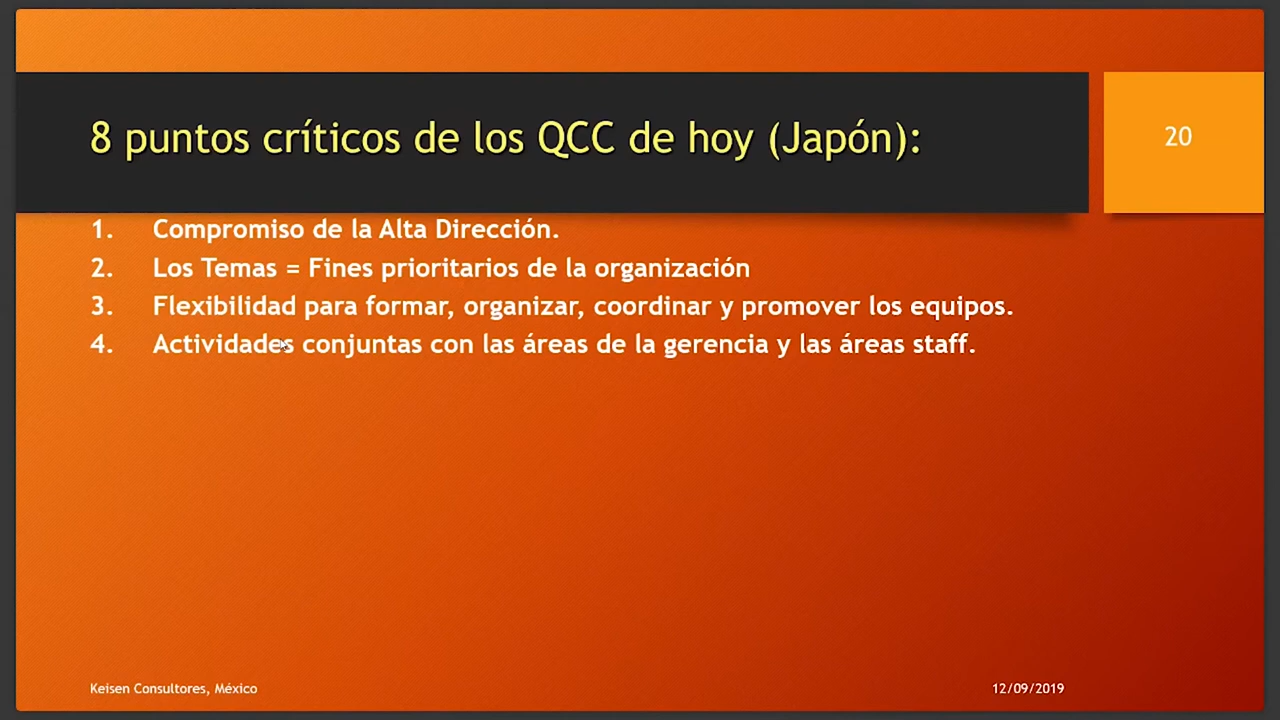 8 puntos críticos de los QCC de hoy (Japón):
20
1. Compromiso de la Alta Dirección.
2. Los Temas = Fines prioritarios de la organización
3. Flexibilidad para formar, organizar, coordinar y promover los equipos.
4. Actividades conjuntas con las áreas de la gerencia y las áreas staff.
Keisen Consultores, México
12/09/2019